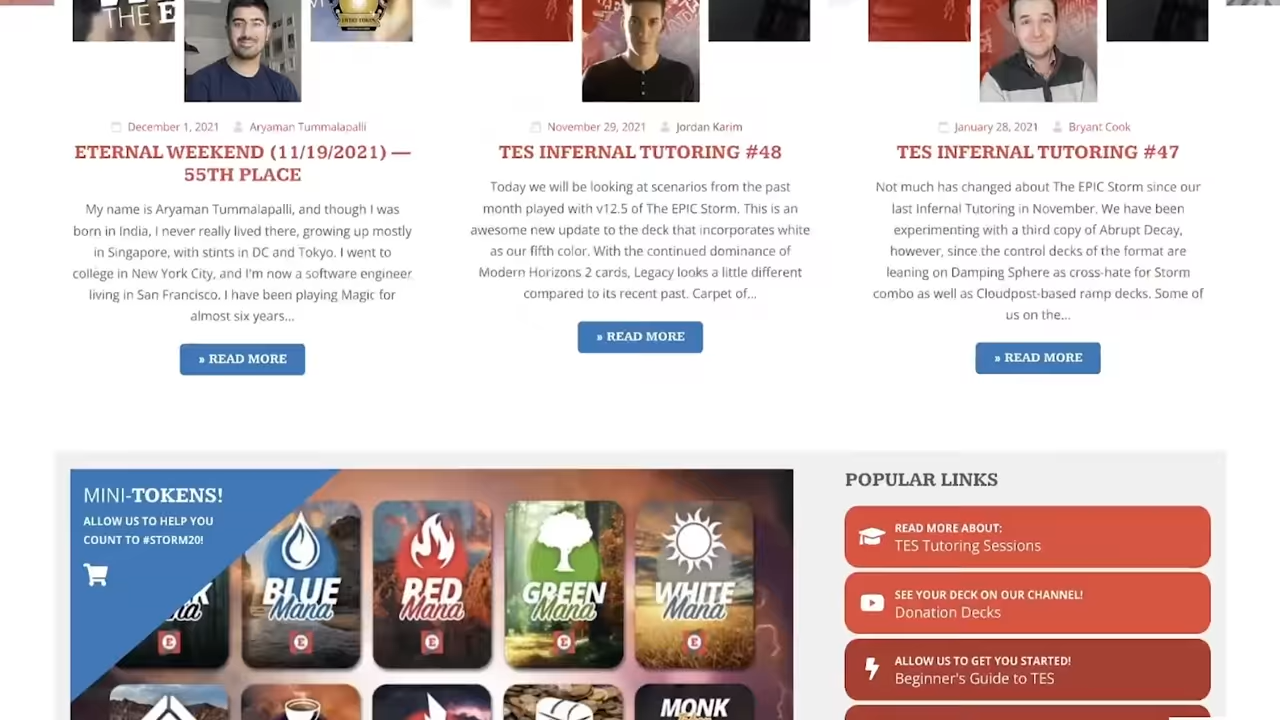 THE E
December 1, 2021 Aryaman Tummalapalli
ETERNAL WEEKEND (11/19/2021) —
55TH PLACE
My name is Aryaman Tummalapalli, and though I was
born in India, I never really lived there, growing up mostly
in Singapore, with stints in DC and Tokyo. I went to
college in New York City, and I'm now a software engineer
living in San Francisco. I have been playing Magic for
almost six years...
» READ MORE
November 29, 2021 Jordan Karim
TES INFERNAL TUTORING #48
Today we will be looking at scenarios from the past
month played with v12.5 of The EPIC Storm. This is an
awesome new update to the deck that incorporates white
as our fifth color. With the continued dominance of
Modern Horizons 2 cards, Legacy looks a little different
compared to its recent past. Carpet of...
» READ MORE
January 28, 2021 Bryant Cook
TES INFERNAL TUTORING #47
Not much has changed about The EPIC Storm since our
last Infernal Tutoring in November. We have been
experimenting with a third copy of Abrupt Decay,
however, since the control decks of the format are
leaning on Damping Sphere as cross-hate for Storm
combo as well as Cloudpost-based ramp decks. Some of
us on the...
» READ MORE
MINI-TOKENS!
ALLOW US TO HELP YOU
COUNT TO #STORM20!
BLUE
Mana
E
RED
Mana
E
GREEN
Mana
E
WHITE
Mana
E
Mana
E
MONK
POPULAR LINKS
READ MORE ABOUT:
TES Tutoring Sessions
SEE YOUR DECK ON OUR CHANNEL!
Donation Decks
ALLOW US TO GET YOU STARTED!
Beginner's Guide to TES